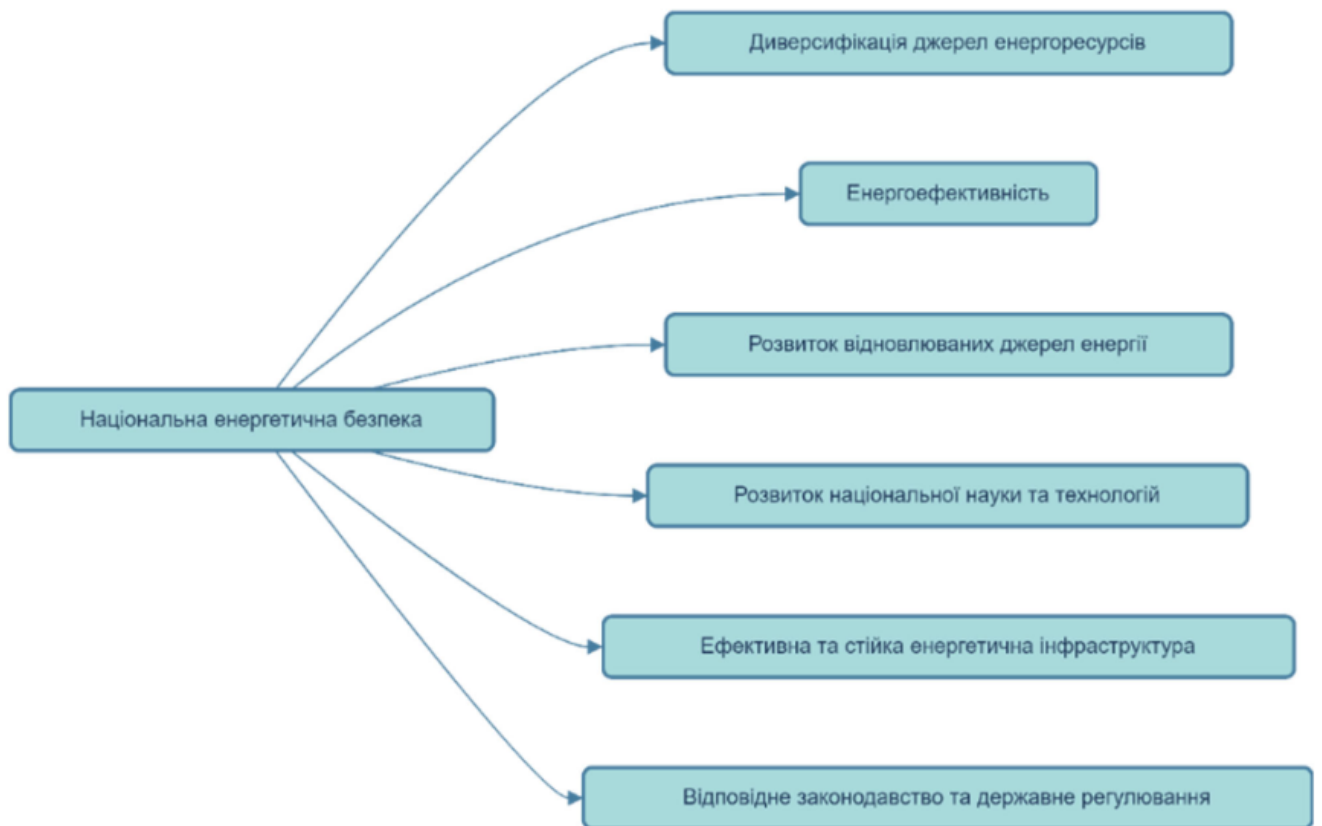 Диверсифікація джерел енергоресурсів
Енергоефективність
Розвиток відновлюваних джерел енергії
Національна енергетична безпека
Розвиток національної науки та технологій
Ефективна та стійка енергетична інфраструктура
Відповідне законодавство та державне регулювання